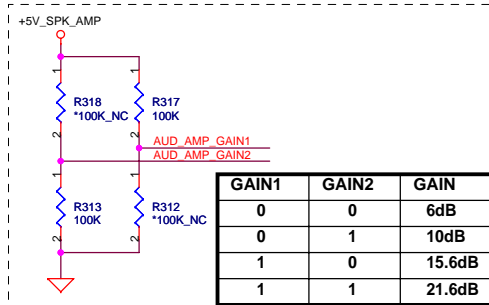 +5V_SPK_AMP
1
1
R318
*100K_NC
R317
100K
2
2
AUD_AMP_GAIN1
AUD_AMP_GAIN2
1
1
R313
100K
R312
*100K_NC
2
2
GAIN1 GAIN2 GAIN
0 0 6dB
0 1 10dB
1 0 15.6dB
1 1 21.6dB